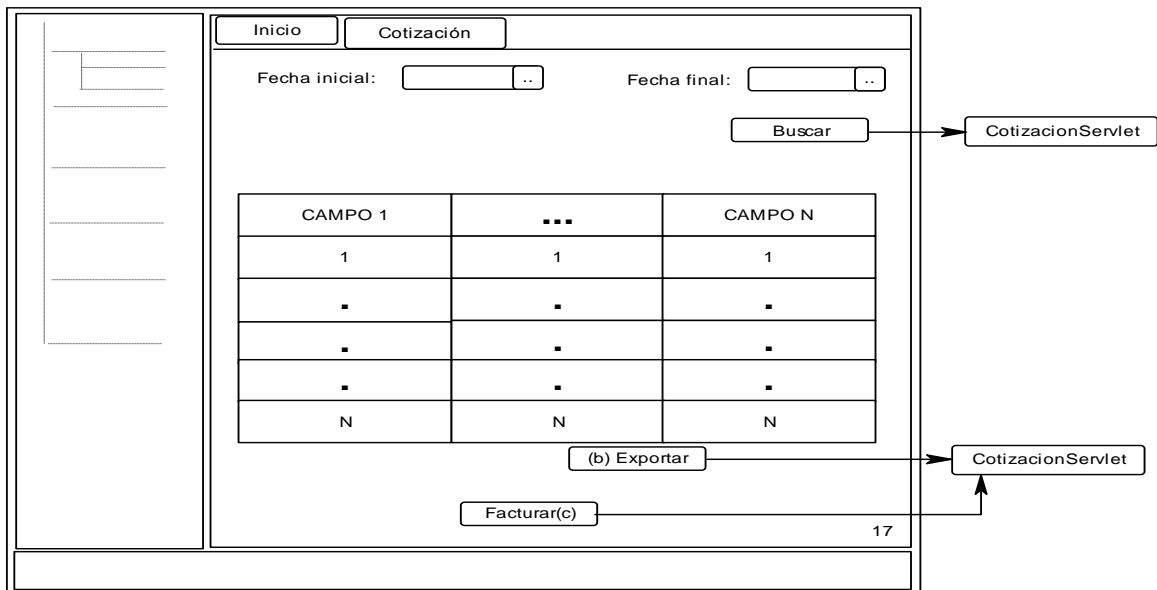 Inicio Cotización
Fecha inicial: .. Fecha final: ..
Buscar CotizacionServlet
CAMPO 1 ... CAMPO N
1 1 1
. . .
. . .
. . .
N N N
(b) Exportar CotizacionServlet
Facturar(c)
17